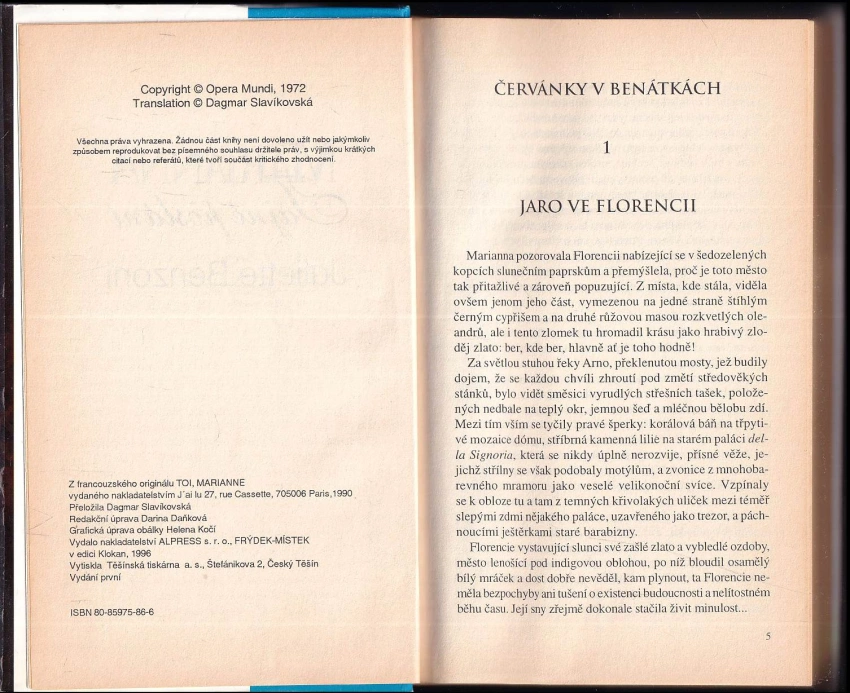 Copyright © Opera Mundi, 1972
Translation © Dagmar Slavíkovská
Všechna práva vyhrazena. Žádnou část knihy není dovoleno užít nebo jakýmkoliv
způsobem reprodukovat bez písemného souhlasu držitele práv, s výjimkou krátkých
citací nebo referátů, které tvoří součást kritického zhodnocení.
Juliette Benzoni
Z francouzského originálu TOI, MARIANNE
vydaného nakladatelstvím J´ai lu 27, rue Cassette, 705006 Paris,1990
Přeložila Dagmar Slavíkovská
Redakční úprava Darina Daňková
Grafická úprava obálky Helena Kočí
Vydalo nakladatelství ALPRESS s. r. o., FRÝDEK-MÍSTEK
v edici Klokan, 1996
Vytiskla Těšínská tiskárna a. s., Štefánikova 2, Český Těšín
Vydání první
ISBN 80-85975-86-6
ČERVÁNKY V BENÁTKÁCH
1
JARO VE FLORENCII
Marianna pozorovala Florencii nabízející se v šedozelených
kopcích slunečním paprskům a přemýšlela, proč je toto město
tak přitažlivé a zároveň popuzující. Z místa, kde stála, viděla
ovšem jenom jeho část, vymezenou na jedné straně štíhlým
černým cypřišem a na druhé růžovou masou rozkvetlých ole-
andrů, ale i tento zlomek tu hromadil krásu jako hrabivý zlo-
děj zlato: ber, kde ber, hlavně ať je toho hodně!
Za světlou stuhou řeky Arno, překlenutou mosty, jež budily
dojem, že se každou chvíli zhroutí pod změtí středověkých
stánků, bylo vidět směsici vyrudlých střešních tašek, polože-
ných nedbale na teplý okr, jemnou šeď a mléčnou bělobu zdí.
Mezi tím vším se tyčily pravé šperky: korálová báň na třpyti-
vé mozaice dómu, stříbrná kamenná lilie na starém paláci del-
la Signoria, která se nikdy úplně nerozvije, přísné věže, je-
jichž střílny se však podobaly motýlům, a zvonice z mnohoba-
revného mramoru jako veselé velikonoční svíce. Vzpínaly
se k obloze tu a tam z temných křivolakých uliček mezi téměř
slepými zdmi nějakého paláce, uzavřeného jako trezor, a pách-
noucími ještěrkami staré barabizny.
Florencie vystavující slunci své zašlé zlato a vybledlé ozdoby,
město lenošící pod indigovou oblohou, po níž bloudil osamělý
bílý mráček a dost dobře nevěděl, kam plynout, ta Florencie ne-
měla bezpochyby ani tušení o existenci budoucnosti a nelítostném
běhu času. Její sny zřejmě dokonale stačila živit minulost...
5